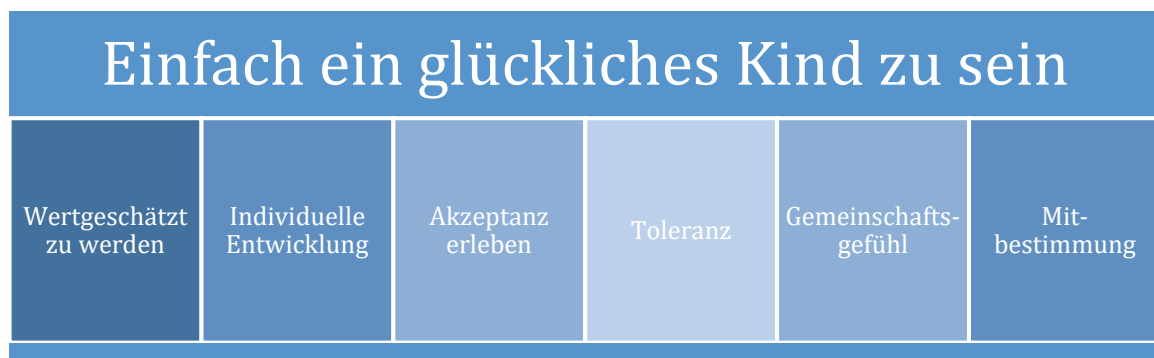 Einfach ein glückliches Kind zu sein
Wertgeschätzt
zu werden
Individuelle
Entwicklung
Akzeptanz
erleben
Toleranz
Gemeinschafts-
gefühl
Mit-
bestimmung